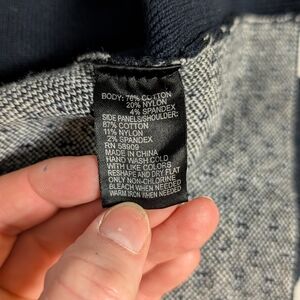 BODY: 76% COTTON
20% NYLON
4% SPANDEX
SIDE PANELS/SHOULDER:
87% COTTON
11% NYLON
2% SPANDEX
RN 58909
MADE IN CHINA
HAND WASH COLD
WITH LIKE COLORS
RESHAPE AND DRY FLAT
ONLY NON-CHLORINE
BLEACH WHEN NEEDED
WARM IRON WHEN NEEDED